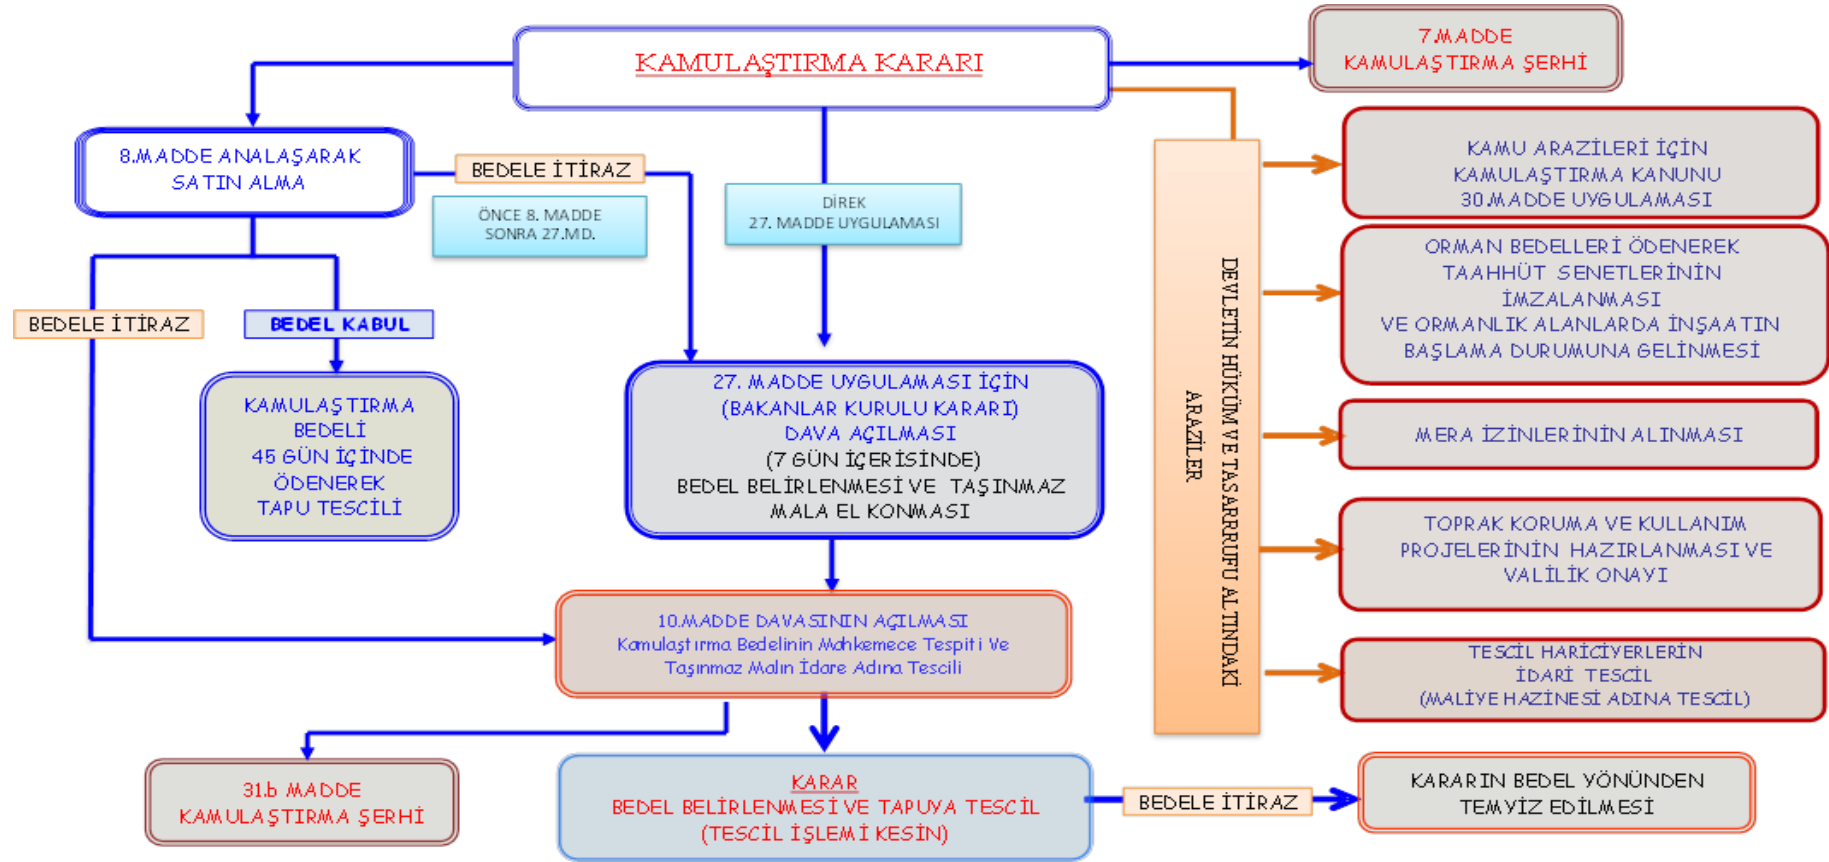 KAMULAŞTIRMA KARARI
7.MADDE
KAMULAŞTIRMA ŞERHİ
8.MADDE ANALAŞARAK
SATIN ALMA
BEDELE İTİRAZ
ÖNCE 8. MADDE
SONRA 27.MD.
DİREK
27. MADDE UYGULAMASI
BEDELE İTİRAZ
BEDEL KABUL
KAMULAŞTIRMA
BEDELİ
45 GÜN İÇİNDE
ÖDENEREK
TAPU TESCİLİ
27. MADDE UYGULAMASI İÇİN
(BAKANLAR KURULU KARARI)
DAVA AÇILMASI
(7 GÜN İÇERİSİNDE)
BEDEL BELİRLENMESİ VE TAŞINMAZ
MALA EL KONMASI
DEVLETİN HÜKÜM VE TASARRUFU ALTINDAKİ
ARAZİLER
KAMU ARAZİLERİ İÇİN
KAMULAŞTIRMA KANUNU
30.MADDE UYGULAMASI
ORMAN BEDELLERİ ÖDENEREK
TAAHHÜT SENETLERİNİN
İMZALANMASI
VE ORMANLIK ALANLARDA İNŞAATIN
BAŞLAMA DURUMUNA GELİNMESİ
MERA İZİNLERİNİN ALINMASI
TOPRAK KORUMA VE KULLANIM
PROJELERİNİN HAZIRLANMASI VE
VALİLİK ONAYI
TESCİL HARİCİYERLERİN
İDARİ TESCİL
(MALİYE HAZİNESİ ADINA TESCİL)
10.MADDE DAVASININ AÇILMASI
Kamulaştırma Bedelinin Mahkemece Tespiti Ve
Taşınmaz Malın İdare Adına Tescili
31.b MADDE
KAMULAŞTIRMA ŞERHİ
KARAR
BEDEL BELİRLENMESİ VE TAPUYA TESCİL
(TESCİL İŞLEMİ KESİN)
BEDELE İTİRAZ
KARARIN BEDEL YÖNÜNDEN
TEMYİZ EDİLMESİ